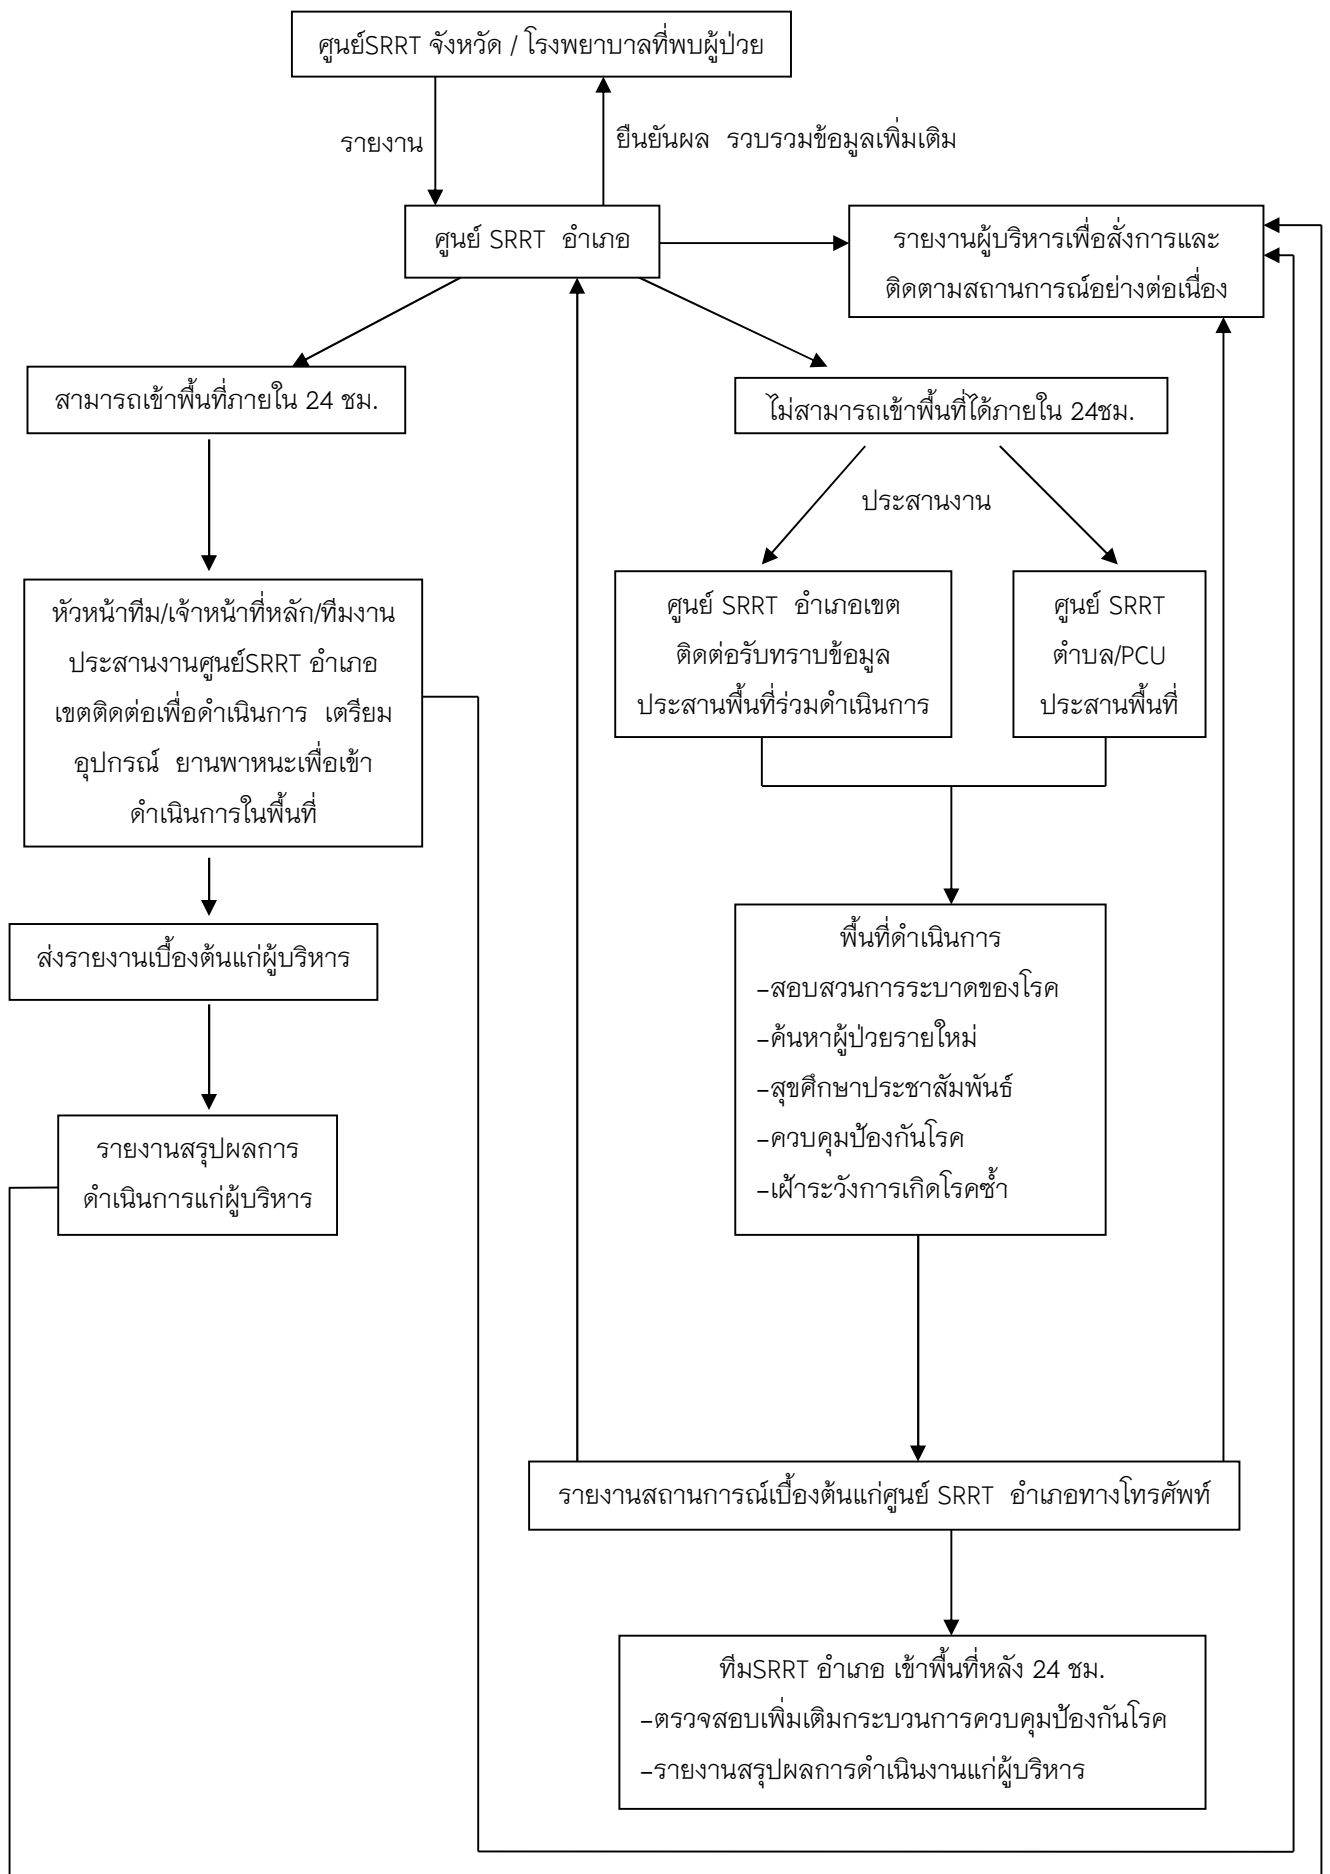 ศูนย์SRRT จังหวัด / โรงพยาบาลที่พบผู้ป่วย
รายงาน
ยืนยันผล รวบรวมข้อมูลเพิ่มเติม
ศูนย์ SRRT อำเภอ
รายงานผู้บริหารเพื่อสั่งการและ
ติดตามสถานการณ์อย่างต่อเนื่อง
สามารถเข้าพื้นที่ภายใน 24 ชม.
ไม่สามารถเข้าพื้นที่ได้ภายใน 24ชม.
ประสานงาน
หัวหน้าทีม/เจ้าหน้าที่หลัก/ทีมงาน
ประสานงานศูนย์SRRT อำเภอ
เขตติดต่อเพื่อดำเนินการ เตรียม
อุปกรณ์ ยานพาหนะเพื่อเข้า
ดำเนินการในพื้นที่
ศูนย์ SRRT อำเภอเขต
ติดต่อรับทราบข้อมูล
ประสานพื้นที่ร่วมดำเนินการ
ศูนย์ SRRT
ตำบล/PCU
ประสานพื้นที่
ส่งรายงานเบื้องต้นแก่ผู้บริหาร
รายงานสรุปผลการ
ดำเนินการแก่ผู้บริหาร
พื้นที่ดำเนินการ
-สอบสวนการระบาดของโรค
-ค้นหาผู้ป่วยรายใหม่
-สุขศึกษาประชาสัมพันธ์
-ควบคุมป้องกันโรค
-เฝ้าระวังการเกิดโรคซ้ำ
รายงานสถานการณ์เบื้องต้นแก่ศูนย์ SRRT อำเภอทางโทรศัพท์
ทีมSRRT อำเภอ เข้าพื้นที่หลัง 24 ชม.
-ตรวจสอบเพิ่มเติมกระบวนการควบคุมป้องกันโรค
-รายงานสรุปผลการดำเนินงานแก่ผู้บริหาร